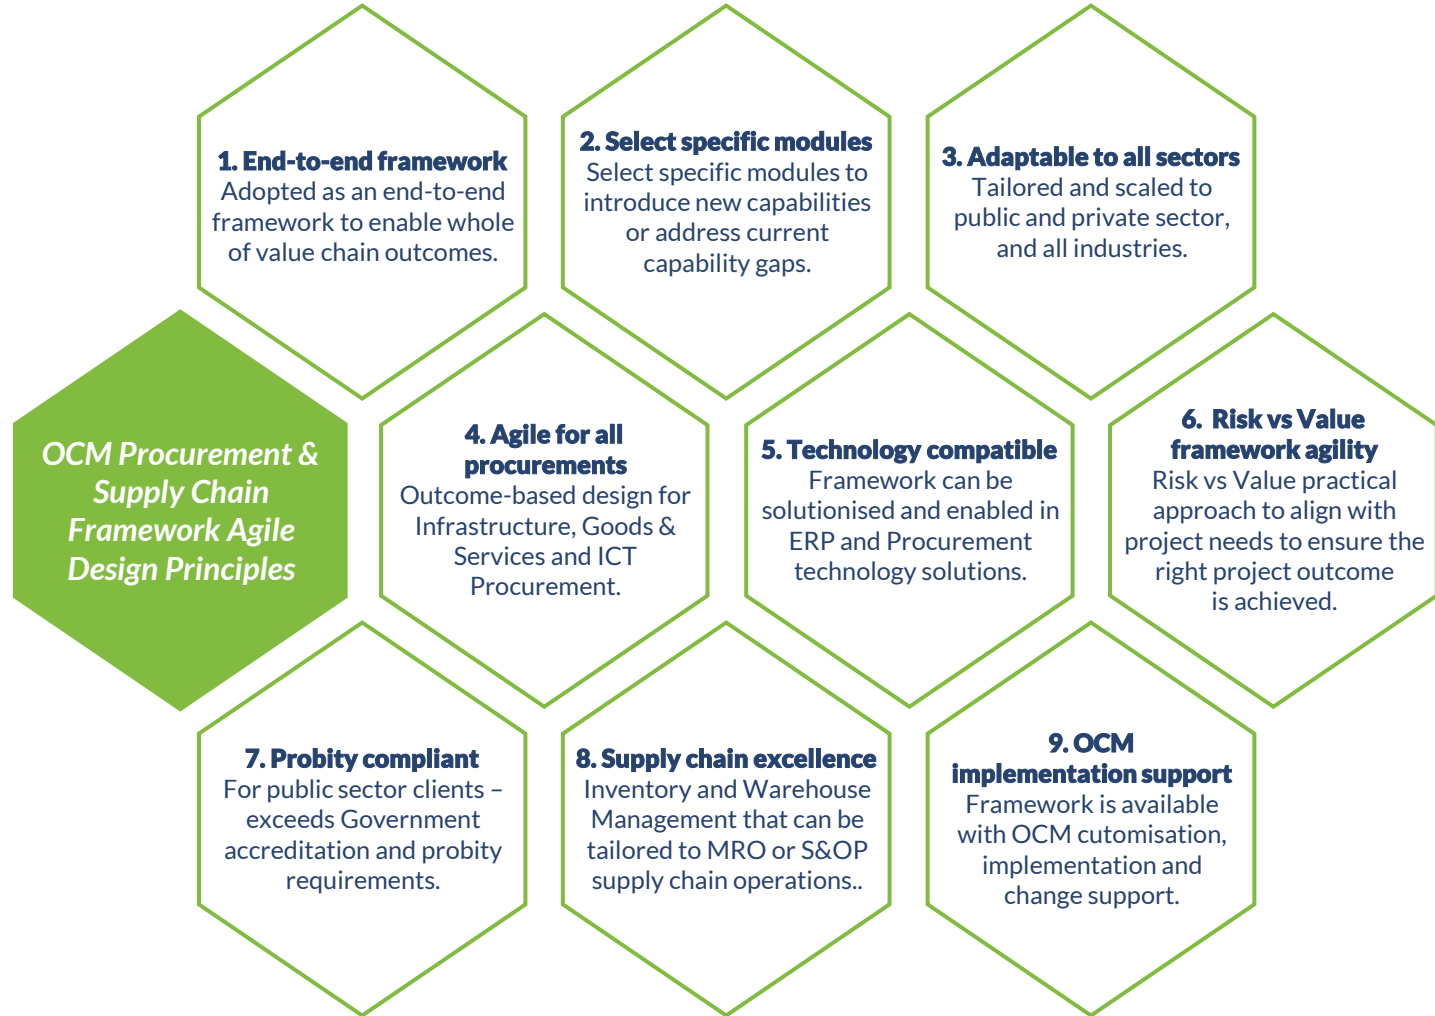 1. End-to-end framework
Adopted as an end-to-end
framework to enable whole
of value chain outcomes.
2. Select specific modules
Select specific modules to
introduce new capabilities
or address current
capability gaps.
3. Adaptable to all sectors
Tailored and scaled to
public and private sector,
and all industries.
OCM Procurement &
Supply Chain
Framework Agile
Design Principles
4. Agile for all
procurements
Outcome-based design for
Infrastructure, Goods &
Services and ICT
Procurement.
5. Technology compatible
Framework can be
solutionised and enabled in
ERP and Procurement
technology solutions.
6. Risk vs Value
framework agility
Risk vs Value practical
approach to align with
project needs to ensure the
right project outcome
is achieved.
7. Probity compliant
For public sector clients –
exceeds Government
accreditation and probity
requirements.
8. Supply chain excellence
Inventory and Warehouse
Management that can be
tailored to MRO or S&OP
supply chain operations..
9. OCM
implementation support
Framework is available
with OCM cutomisation,
implementation and
change support.